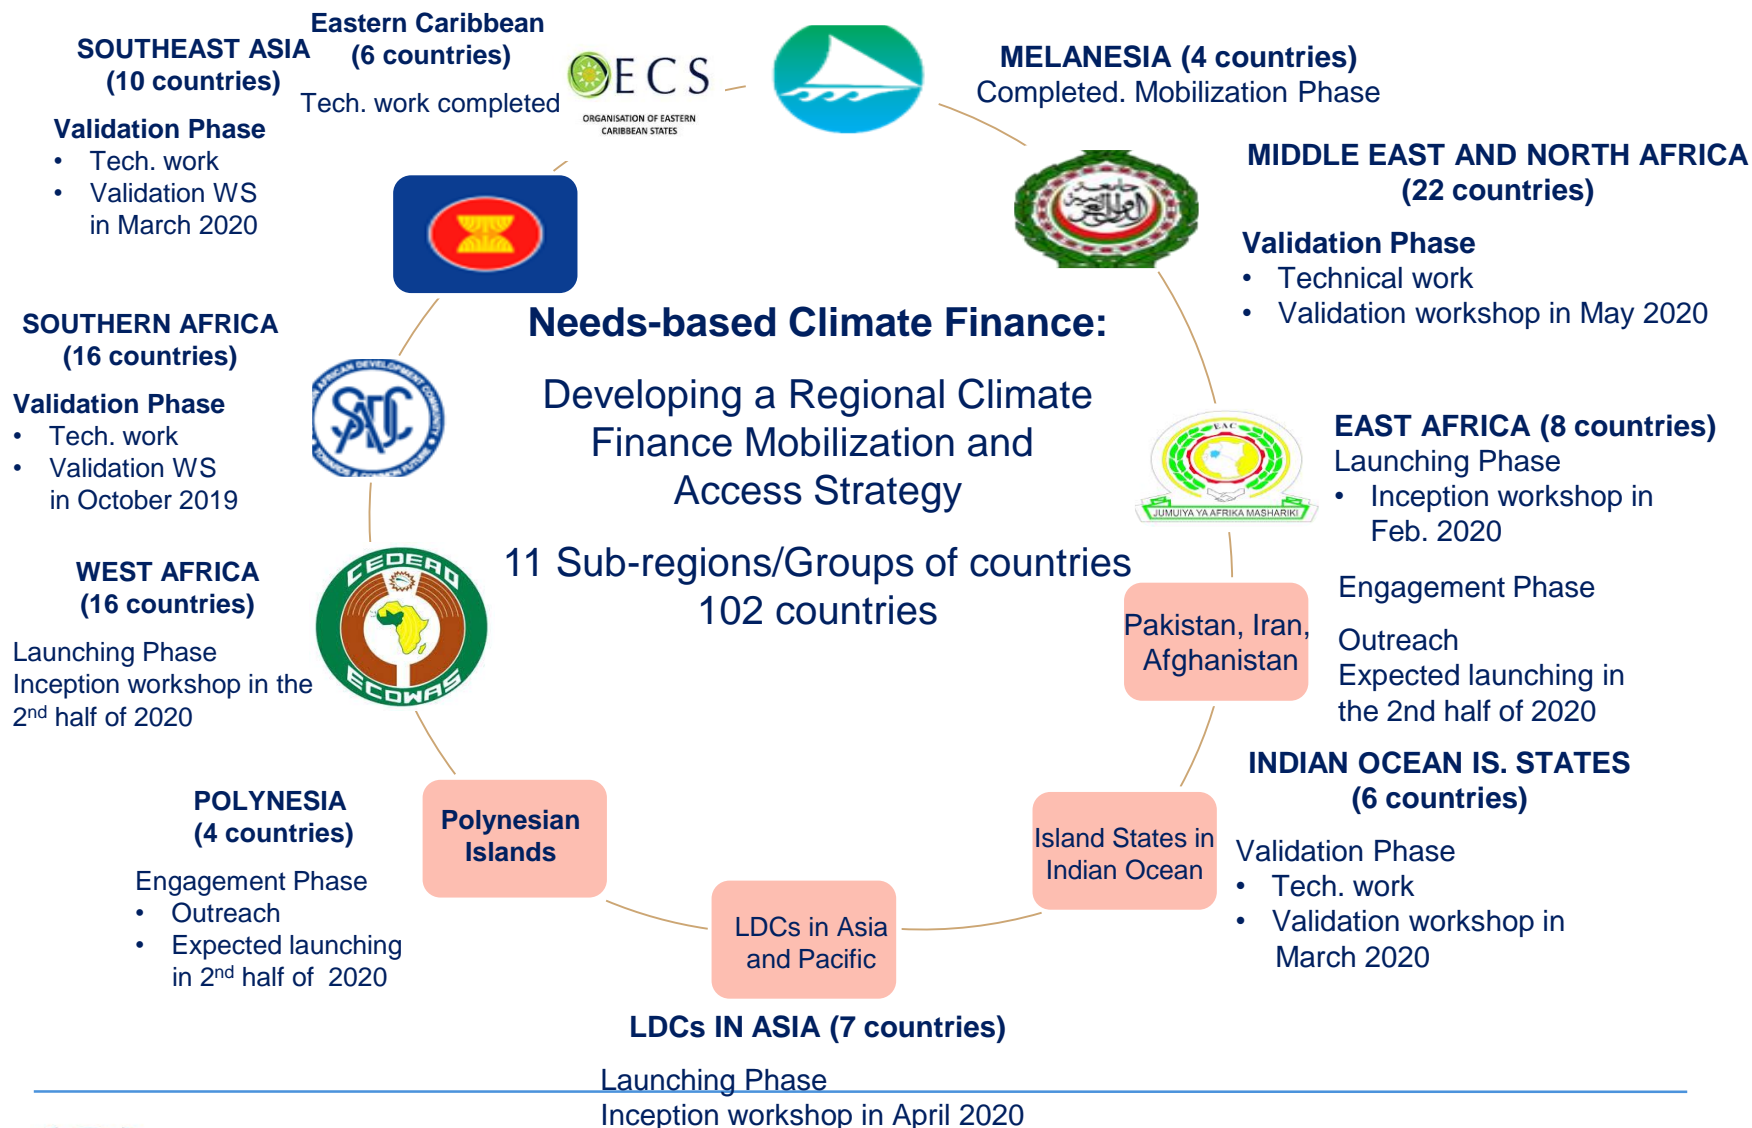 Eastern Caribbean
(6 countries)
Tech. work completed
ECS
ORGANISATION OF EASTERN
CARIBBEAN STATES
MELANESIA (4 countries)
Completed. Mobilization Phase
SOUTHEAST ASIA
(10 countries)
Validation Phase
• Tech. work
• Validation WS
in March 2020
MIDDLE EAST AND NORTH AFRICA
(22 countries)
Validation Phase
• Technical work
• Validation workshop in May 2020
SOUTHERN AFRICA
(16 countries)
Validation Phase
• Tech. work
• Validation WS
in October 2019
AFRICAN DEVELOPMENT COMMUNITY
SADC
TOWARDS A COMMON FUTURE
Needs-based Climate Finance:
Developing a Regional Climate
Finance Mobilization and
Access Strategy
11 Sub-regions/Groups of countries
102 countries
EAC
JUMUIYA YA AFRIKA MASHARIKI
EAST AFRICA (8 countries)
Launching Phase
• Inception workshop in
Feb. 2020
WEST AFRICA
(16 countries)
Launching Phase
Inception workshop in the
2nd half of 2020
CEDEAO
ECOWAS
Pakistan, Iran,
Afghanistan
Engagement Phase
Outreach
Expected launching in
the 2nd half of 2020
INDIAN OCEAN IS. STATES
(6 countries)
Island States in
Indian Ocean
Validation Phase
• Tech. work
• Validation workshop in
March 2020
POLYNESIA
(4 countries)
Polynesian
Islands
Engagement Phase
• Outreach
• Expected launching
in 2nd half of 2020
LDCs in Asia
and Pacific
LDCs IN ASIA (7 countries)
Launching Phase
Inception workshop in April 2020